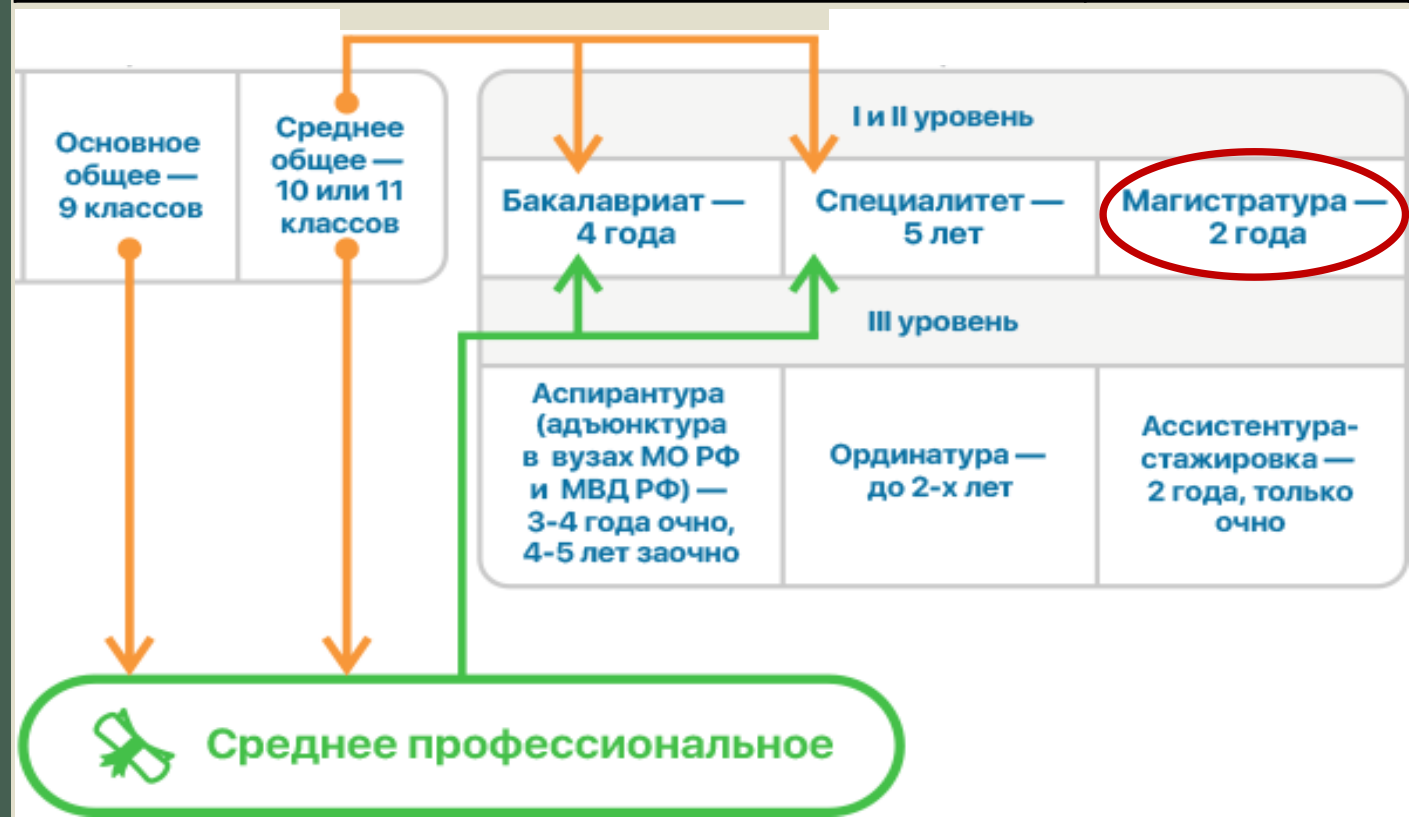 Основное
общее —
9 классов
Среднее
общее —
10 или 11
классов
I и II уровень
Бакалавриат —
4 года
Специалитет —
5 лет
Магистратура —
2 года
III уровень
Аспирантура
(адъюнктура
в вузах МО РФ
и МВД РФ) —
3-4 года очно,
4-5 лет заочно
Ординатура —
до 2-х лет
Ассистентура-
стажировка —
2 года, только
очно
Среднее профессиональное